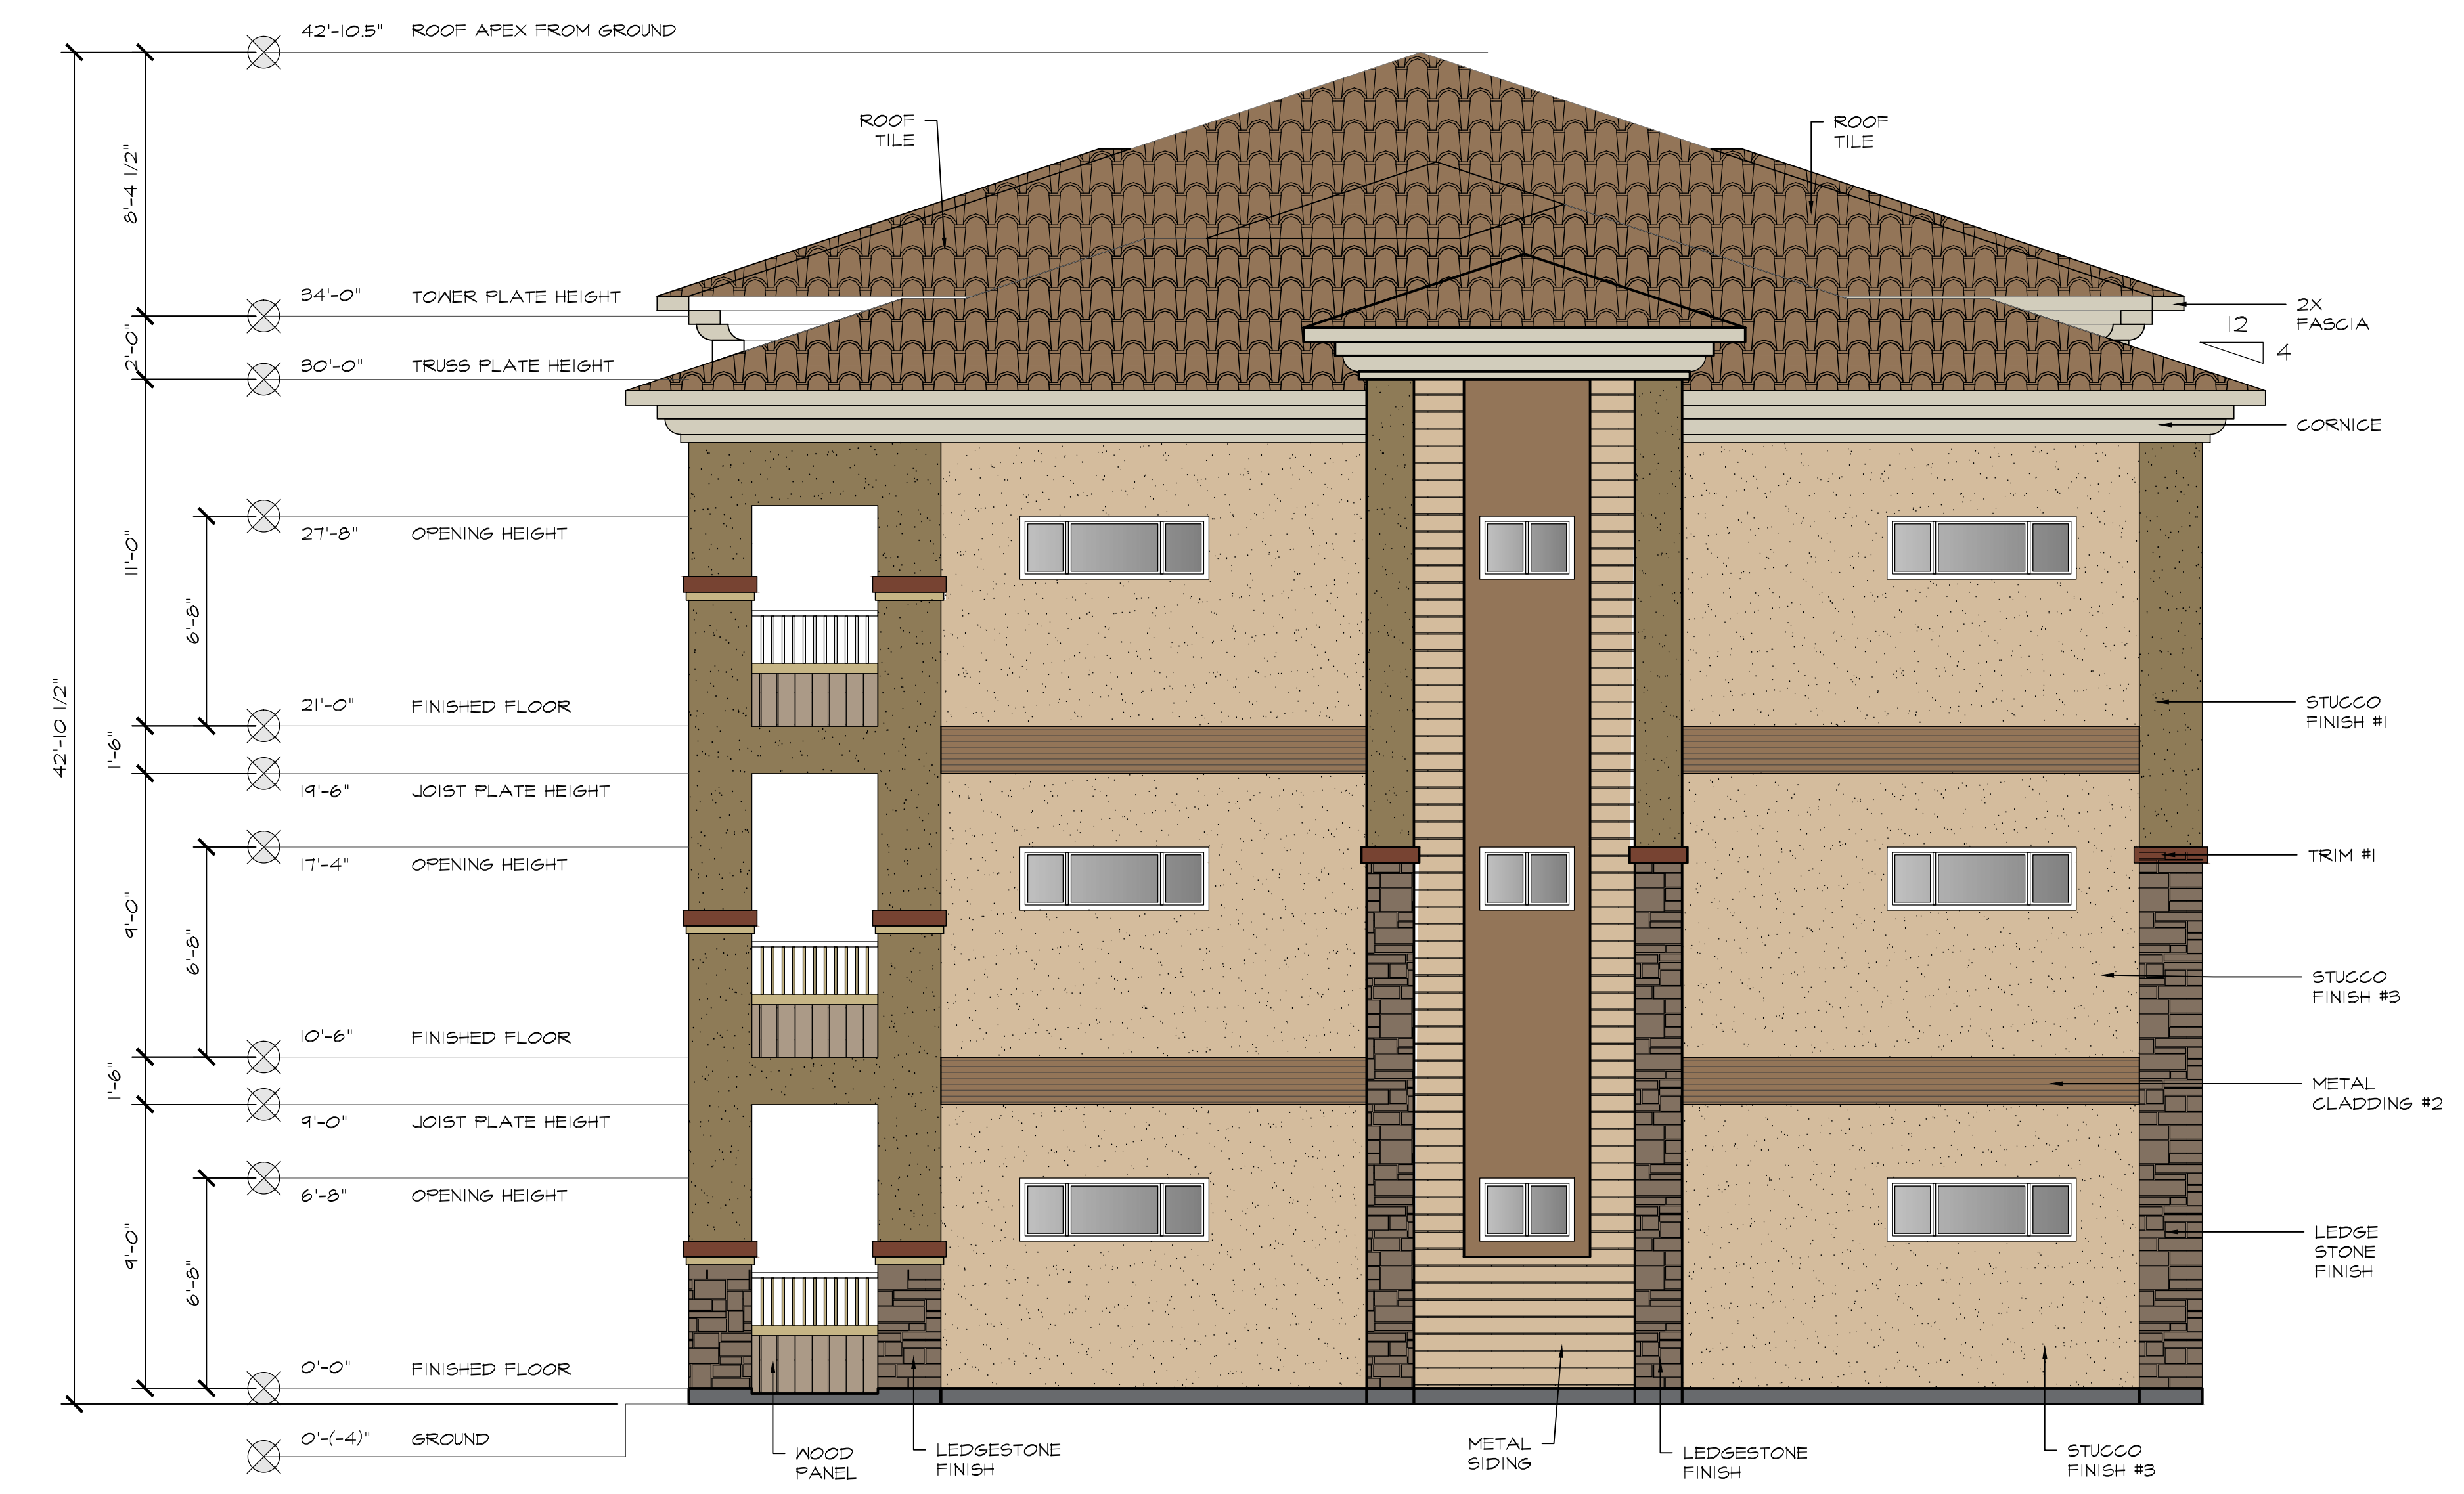 42'-10.5" ROOF APEX FROM GROUND
ROOF
TILE
ROOF
TILE
8'-4 1/2"
34'-0" TOWER PLATE HEIGHT
2X
FASCIA
12
4
2'-0"
30'-0" TRUSS PLATE HEIGHT
CORNICE
27'-8" OPENING HEIGHT
11'-0"
6'-8"
42'-10 1/2"
21'-0" FINISHED FLOOR
STUCCO
FINISH #1
1'-6"
19'-6" JOIST PLATE HEIGHT
17'-4" OPENING HEIGHT
TRIM #1
9'-0"
6'-8"
STUCCO
FINISH #3
10'-6" FINISHED FLOOR
1'-6"
METAL
CLADDING #2
9'-0" JOIST PLATE HEIGHT
6'-8" OPENING HEIGHT
9'-0"
6'-8"
LEDGE
STONE
FINISH
0'-0" FINISHED FLOOR
0'-(-4)" GROUND
WOOD
PANEL
LEDGESTONE
FINISH
METAL
SIDING
LEDGESTONE
FINISH
STUCCO
FINISH #3